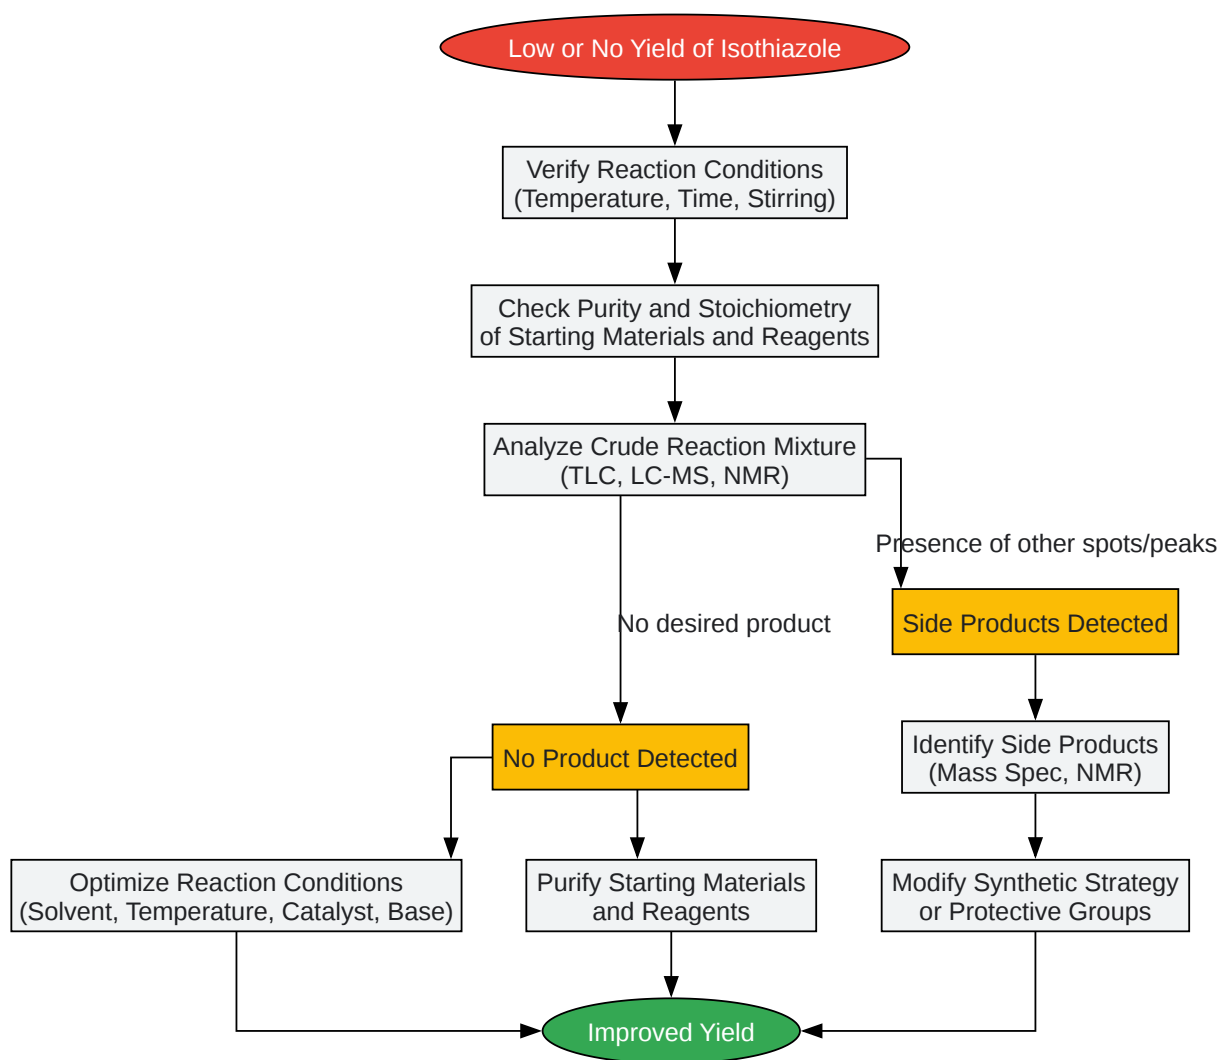 Low or No Yield of Isothiazole
Verify Reaction Conditions
(Temperature, Time, Stirring)
Check Purity and Stoichiometry
of Starting Materials and Reagents
Analyze Crude Reaction Mixture
(TLC, LC-MS, NMR)
Presence of other spots/peaks
No desired product
Side Products Detected
No Product Detected
Identify Side Products
(Mass Spec, NMR)
Optimize Reaction Conditions
(Solvent, Temperature, Catalyst, Base)
Purify Starting Materials
and Reagents
Modify Synthetic Strategy
or Protective Groups
Improved Yield